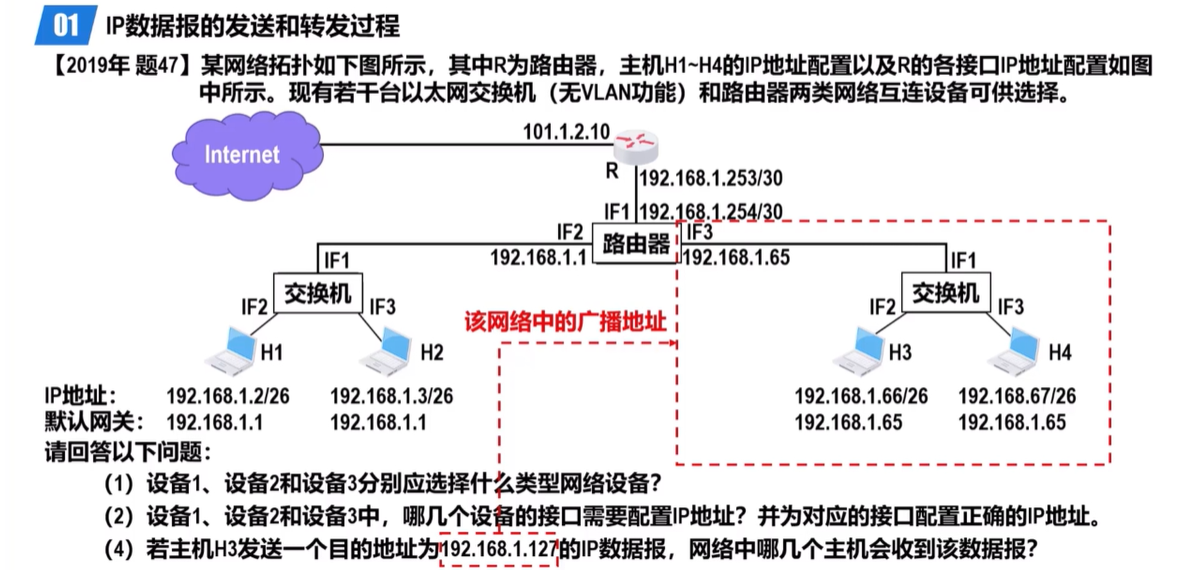 01 IP数据报的发送和转发过程
【2019年 题47】某网络拓扑如下图所示，其中R为路由器，主机H1~H4的IP地址配置以及R的各接口IP地址配置如图
中所示。现有若干台以太网交换机（无VLAN功能）和路由器两类网络互连设备可供选择。
Internet
101.1.2.10
R
192.168.1.253/30
IF1 192.168.1.254/30
IF2 路由器 IF3
192.168.1.1 192.168.1.65
IF1 IF1
交换机 交换机
IF2 IF3 IF2 IF3
该网络中的广播地址
H1 H2 H3 H4
IP地址： 192.168.1.2/26 192.168.1.3/26 192.168.1.66/26 192.168.67/26
默认网关： 192.168.1.1 192.168.1.1 192.168.1.65 192.168.1.65
请回答以下问题：
（1）设备1、设备2和设备3分别应选择什么类型网络设备？
（2）设备1、设备2和设备3中，哪几个设备的接口需要配置IP地址？并为对应的接口配置正确的IP地址。
（4）若主机H3发送一个目的地址为192.168.1.127的IP数据报，网络中哪几个主机会收到该数据报？